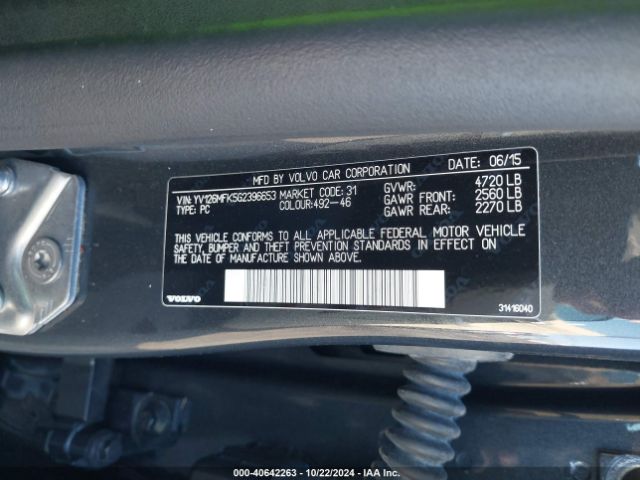 MFD BY VOLVO CAR CORPORATION DATE: 06/15
VIN: YV126MFK5G2396653 MARKET CODE: 31 GVWR: 4720 LB
TYPE: PC COLOUR:492-46 GAWR FRONT: 2560 LB
GAWR REAR: 2270 LB
THIS VEHICLE CONFORMS TO ALL APPLICABLE FEDERAL MOTOR VEHICLE
SAFETY, BUMPER AND THEFT PREVENTION STANDARDS IN EFFECT ON
THE DATE OF MANUFACTURE SHOWN ABOVE.
VOLVO 31416040
000-40642263 - 10/22/2024 - IAA Inc.